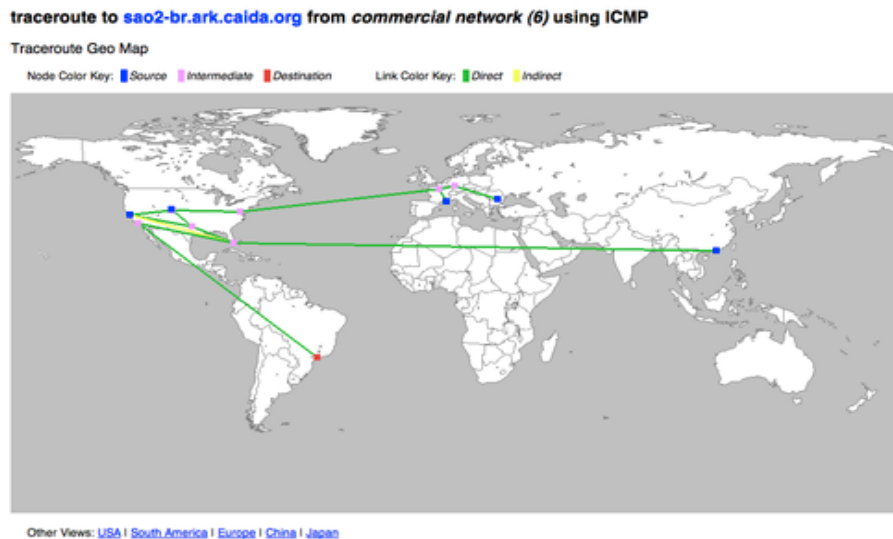 traceroute to sao2-br.ark.caida.org from commercial network (6) using ICMP
Traceroute Geo Map
Node Color Key: Source Intermediate Destination Link Color Key: Direct Indirect
Other Views: USA | South America | Europe | China | Japan